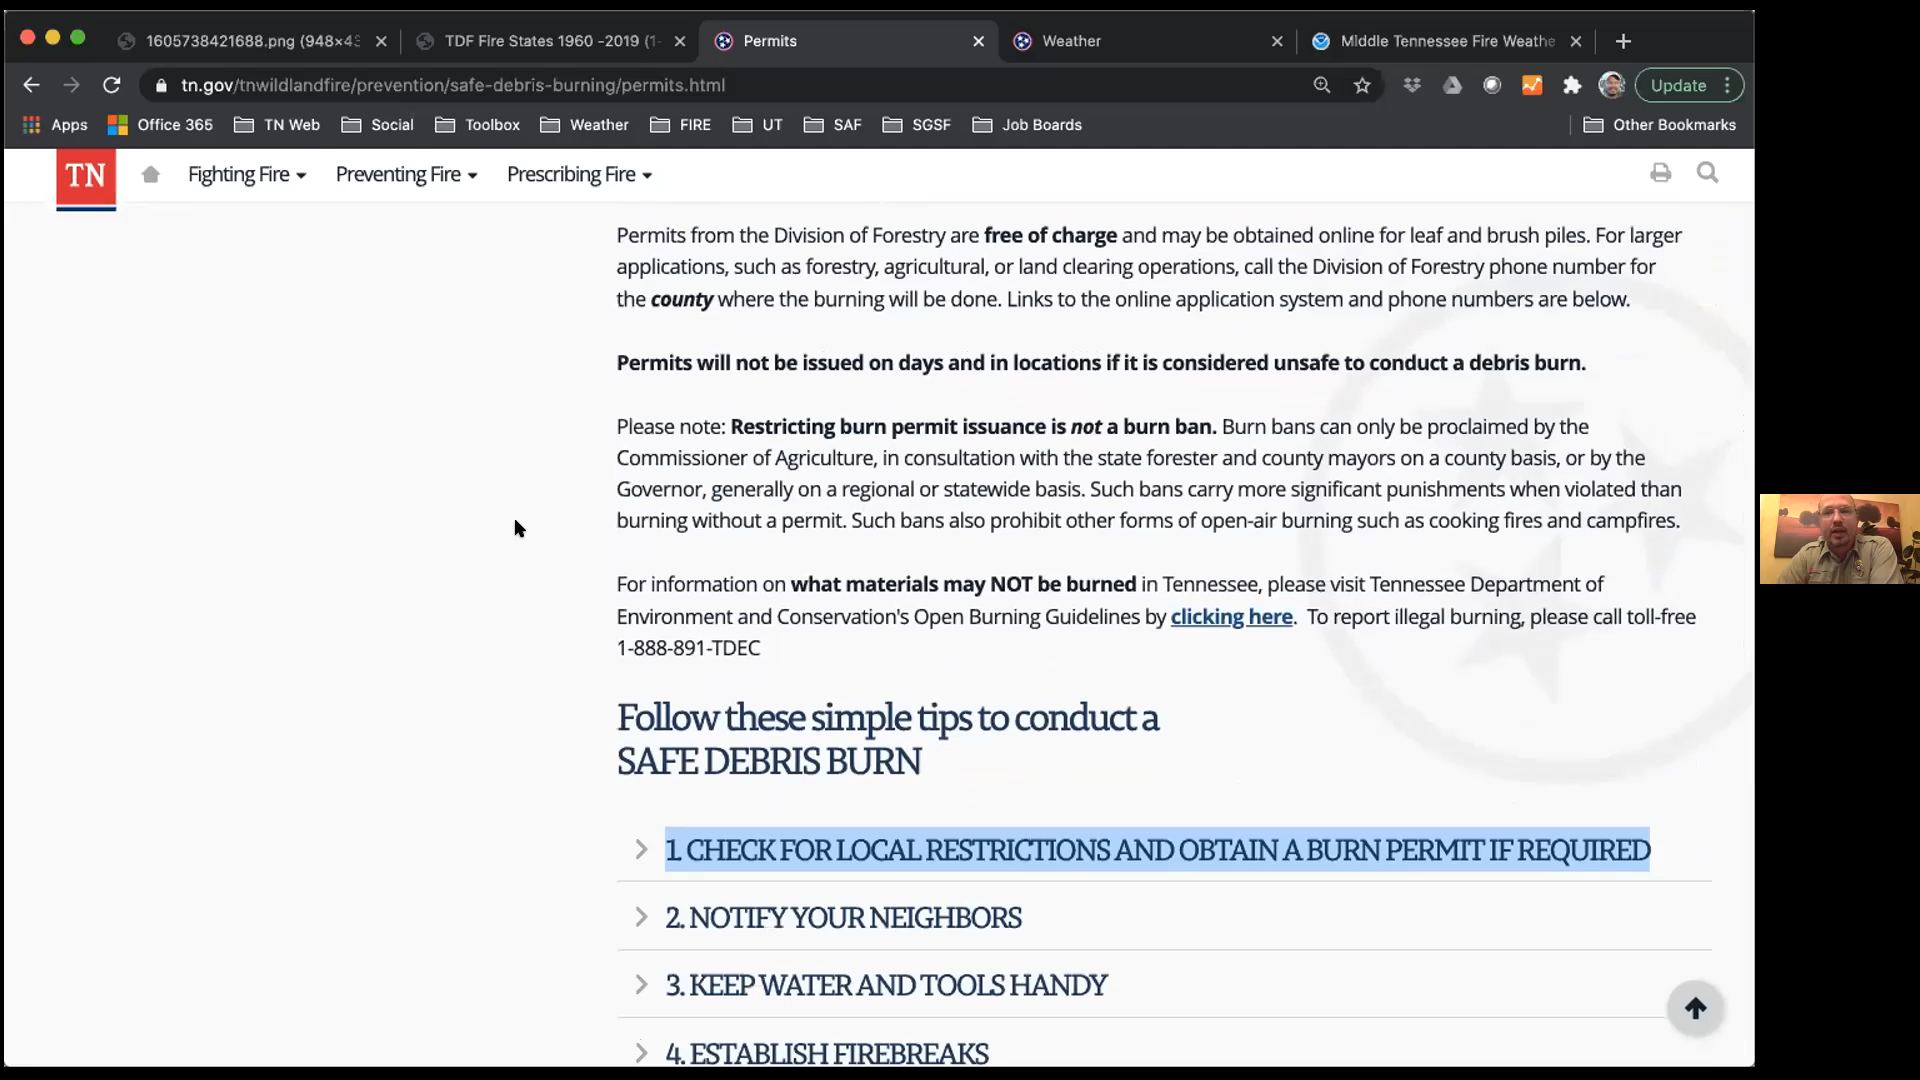 1605738421688.png (948×43
TDF Fire States 1960 -2019 (1-
Permits
Weather
Middle Tennessee Fire Weathe
tn.gov/tnwildlandfire/prevention/safe-debris-burning/permits.html
Update
Apps
Office 365
TN Web
Social
Toolbox
Weather
FIRE
UT
SAF
SGSF
Job Boards
Other Bookmarks
TN
Fighting Fire
Preventing Fire
Prescribing Fire
Permits from the Division of Forestry are free of charge and may be obtained online for leaf and brush piles. For larger
applications, such as forestry, agricultural, or land clearing operations, call the Division of Forestry phone number for
the county where the burning will be done. Links to the online application system and phone numbers are below.
Permits will not be issued on days and in locations if it is considered unsafe to conduct a debris burn.
Please note: Restricting burn permit issuance is not a burn ban. Burn bans can only be proclaimed by the
Commissioner of Agriculture, in consultation with the state forester and county mayors on a county basis, or by the
Governor, generally on a regional or statewide basis. Such bans carry more significant punishments when violated than
burning without a permit. Such bans also prohibit other forms of open-air burning such as cooking fires and campfires.
For information on what materials may NOT be burned in Tennessee, please visit Tennessee Department of
Environment and Conservation's Open Burning Guidelines by clicking here. To report illegal burning, please call toll-free
1-888-891-TDEC
Follow these simple tips to conduct a
SAFE DEBRIS BURN
1. CHECK FOR LOCAL RESTRICTIONS AND OBTAIN A BURN PERMIT IF REQUIRED
2. NOTIFY YOUR NEIGHBORS
3. KEEP WATER AND TOOLS HANDY
4. ESTABLISH FIREBREAKS